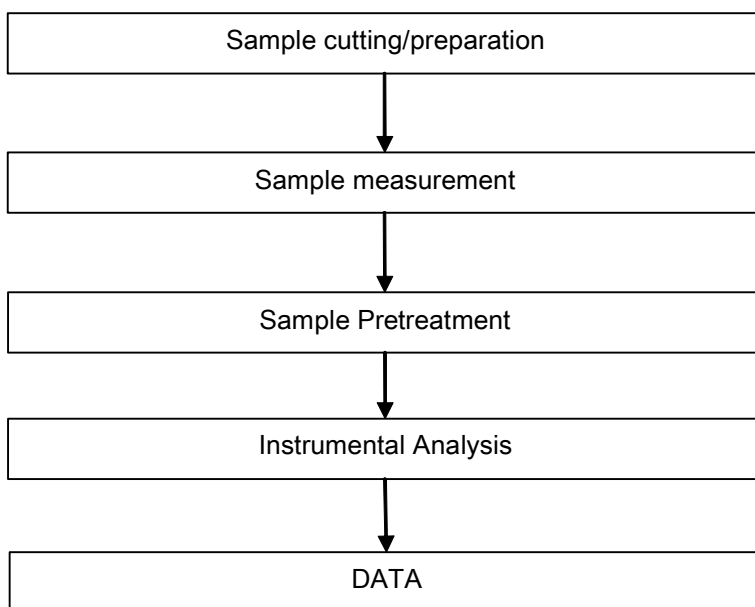 Sample cutting/preparation
Sample measurement
Sample Pretreatment
Instrumental Analysis
DATA